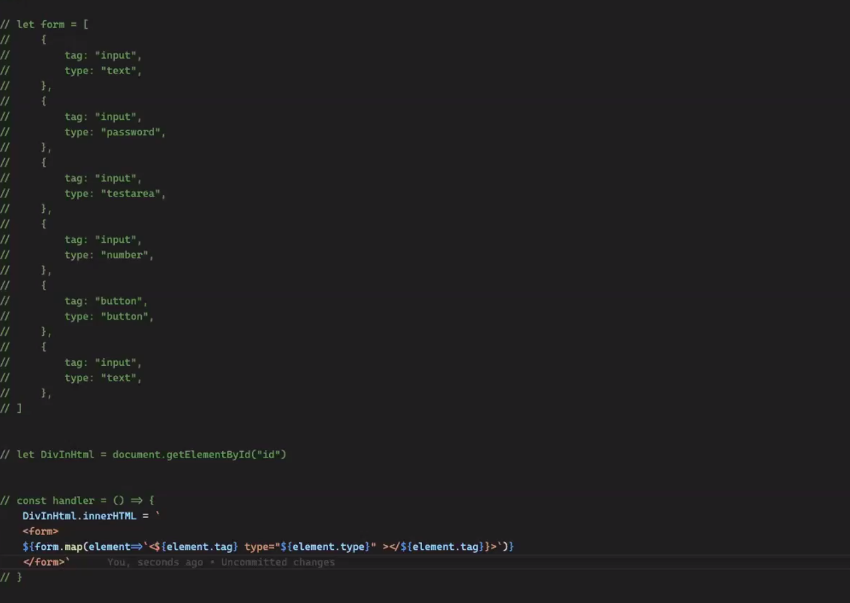 // let form = [
//     {
//         tag: "input",
//         type: "text",
//     },
//     {
//         tag: "input",
//         type: "password",
//     },
//     {
//         tag: "input",
//         type: "testarea",
//     },
//     {
//         tag: "input",
//         type: "number",
//     },
//     {
//         tag: "button",
//         type: "button",
//     },
//     {
//         tag: "input",
//         type: "text",
//     },
// ]
// let DivInHtml = document.getElementById("id")
// const handler = () => {
DivInHtml.innerHTML = `
<form>
${form.map(element=>`<${element.tag} type="${element.type}" ></${element.tag}}>`)}
</form>`     You, seconds ago • Uncommitted changes
// }